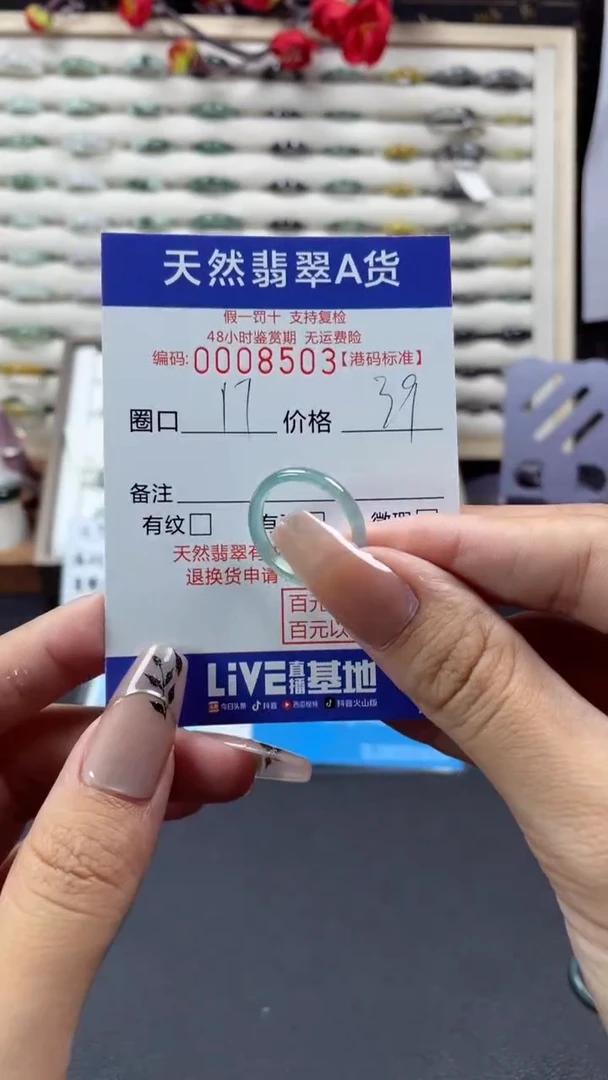 天然翡翠A货
假一罚十 支持复检
48小时鉴赏期 无运费险
编码:0008503【港码标准】
圈口 17 价格 39
备注
有纹□ 有 □ 微瑕□
天然翡翠有
退换货申请
百元
百元以
LiVE直播基地
今日头条 抖音 西瓜视频 抖音火山版